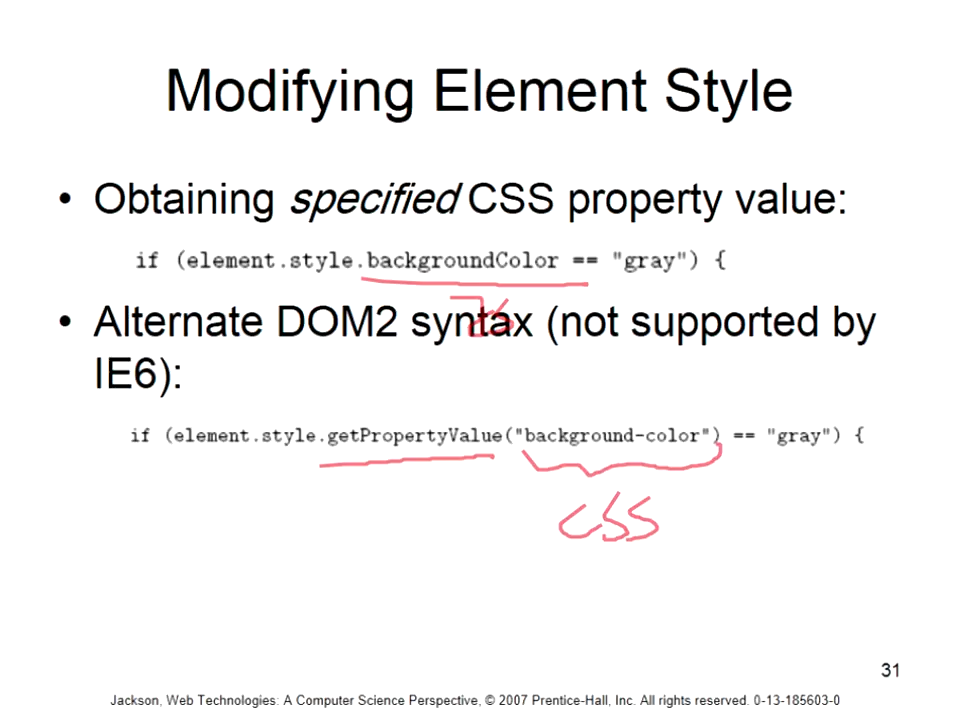 Modifying Element Style
• Obtaining specified CSS property value:
if (element.style.backgroundColor == "gray") {
• Alternate DOM2 syntax (not supported by
IE6):
if (element.style.getPropertyValue("background-color") == "gray") {
CSS
31
Jackson, Web Technologies: A Computer Science Perspective, © 2007 Prentice-Hall, Inc. All rights reserved. 0-13-185603-0